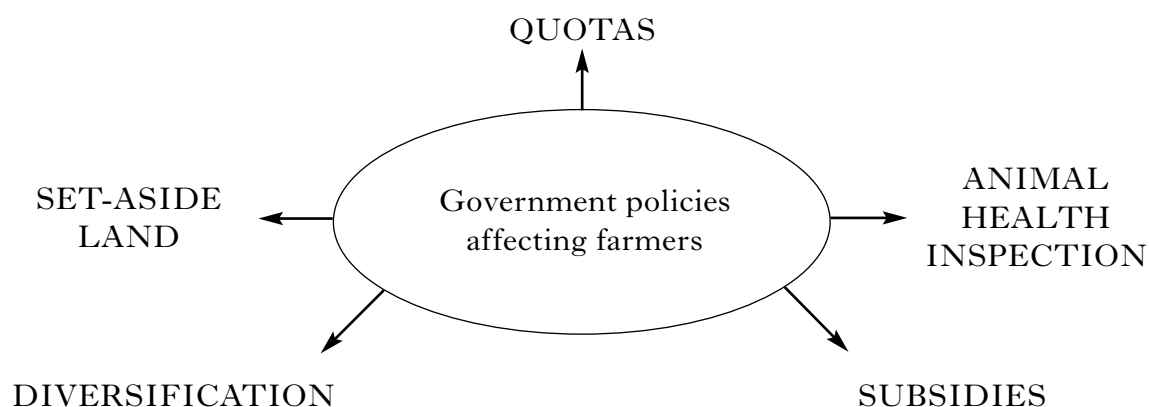 QUOTAS
SET-ASIDE
LAND
Government policies
affecting farmers
ANIMAL
HEALTH
INSPECTION
DIVERSIFICATION
SUBSIDIES